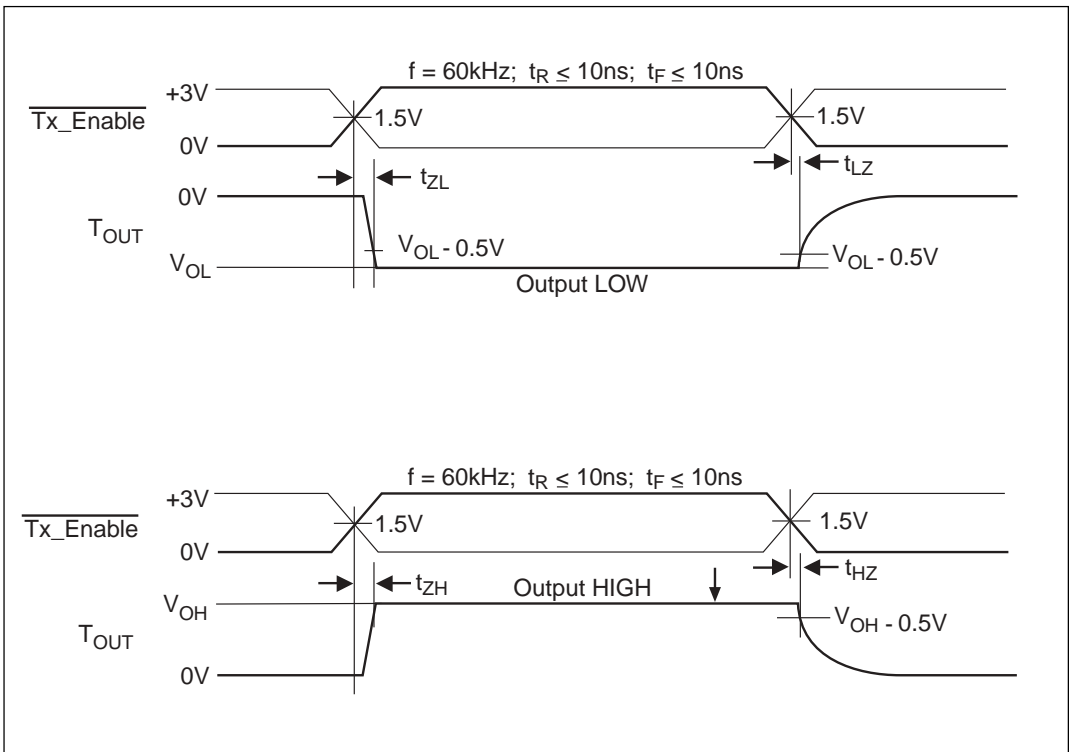 f = 60kHz; tR ≤ 10ns; tF ≤ 10ns
+3V
Tx_Enable
1.5V
1.5V
0V
tZL
tLZ
0V
TOUT
VOL - 0.5V
VOL - 0.5V
VOL
Output LOW
f = 60kHz; tR ≤ 10ns; tF ≤ 10ns
+3V
Tx_Enable
1.5V
1.5V
0V
tZH
Output HIGH
tHZ
VOH
TOUT
VOH - 0.5V
0V